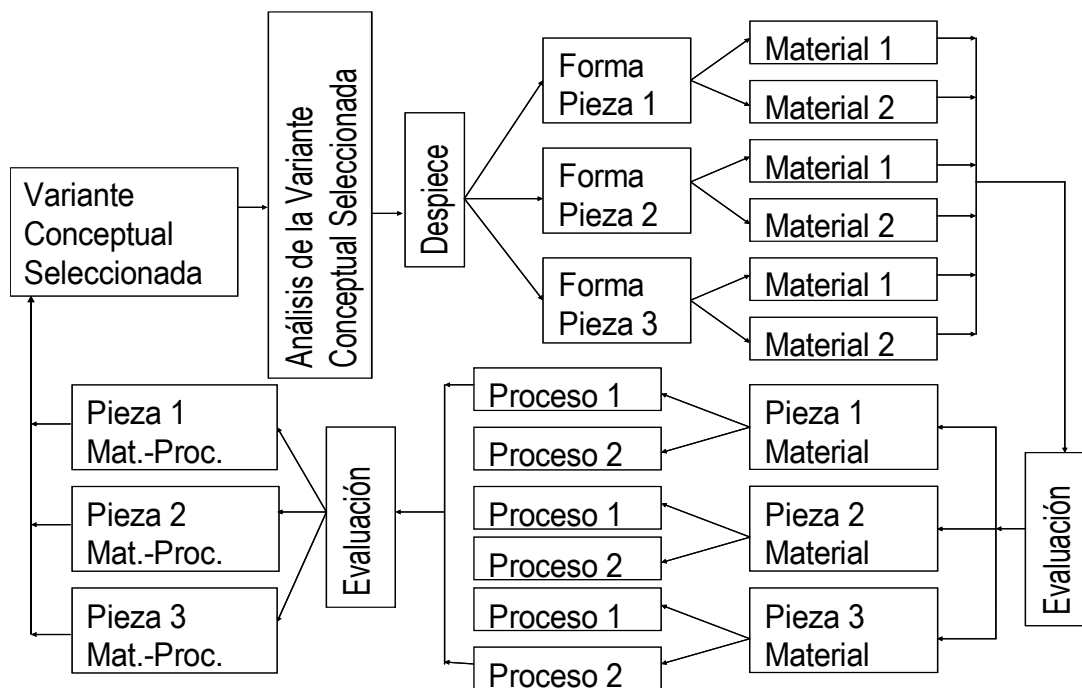 Variante
Conceptual
Seleccionada
Análisis de la Variante
Conceptual Seleccionada
Despiece
Forma
Pieza 1
Forma
Pieza 2
Forma
Pieza 3
Material 1
Material 2
Material 1
Material 2
Material 1
Material 2
Evaluación
Pieza 1
Material
Pieza 2
Material
Pieza 3
Material
Proceso 1
Proceso 2
Proceso 1
Proceso 2
Proceso 1
Proceso 2
Evaluación
Pieza 1
Mat.-Proc.
Pieza 2
Mat.-Proc.
Pieza 3
Mat.-Proc.